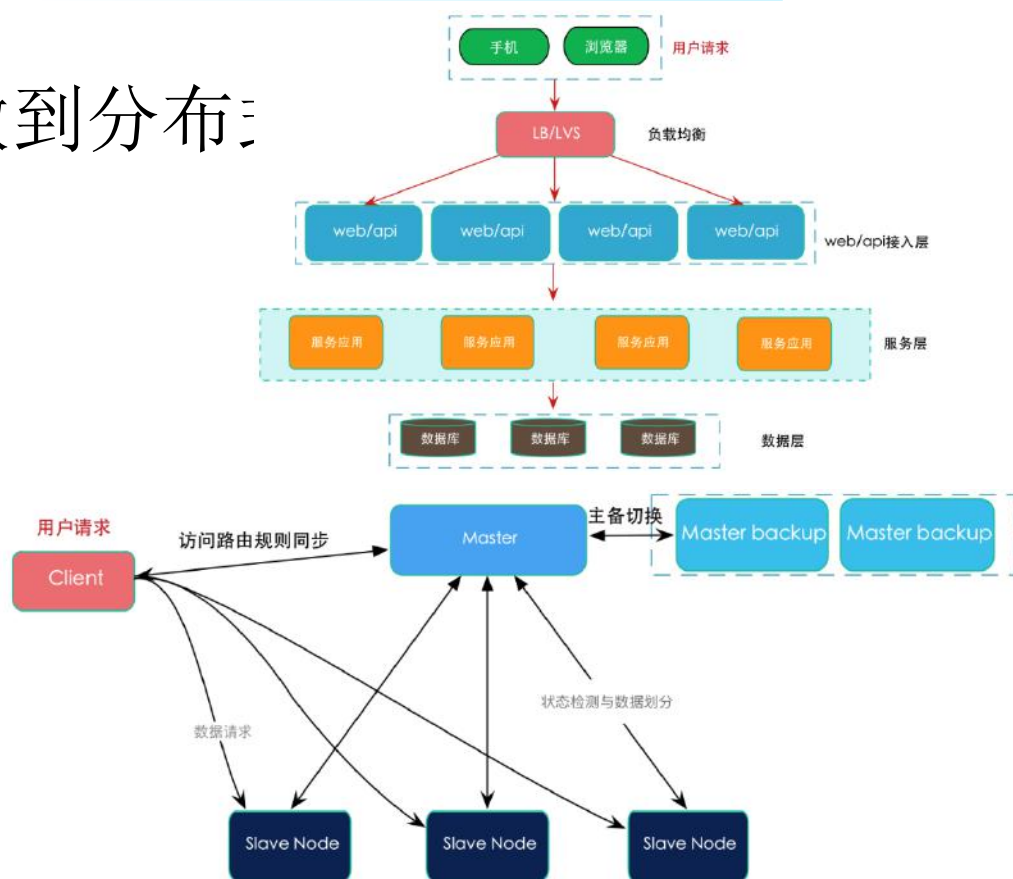 手机 浏览器 用户请求
到分布
LB/LVS 负载均衡
web/api web/api web/api web/api web/api接入层
服务应用 服务应用 服务应用 服务应用 服务层
数据库 数据库 数据库 数据层
用户请求
Client
访问路由规则同步
Master
主备切换
Master backup Master backup
状态检测与数据划分
数据请求
Slave Node Slave Node Slave Node